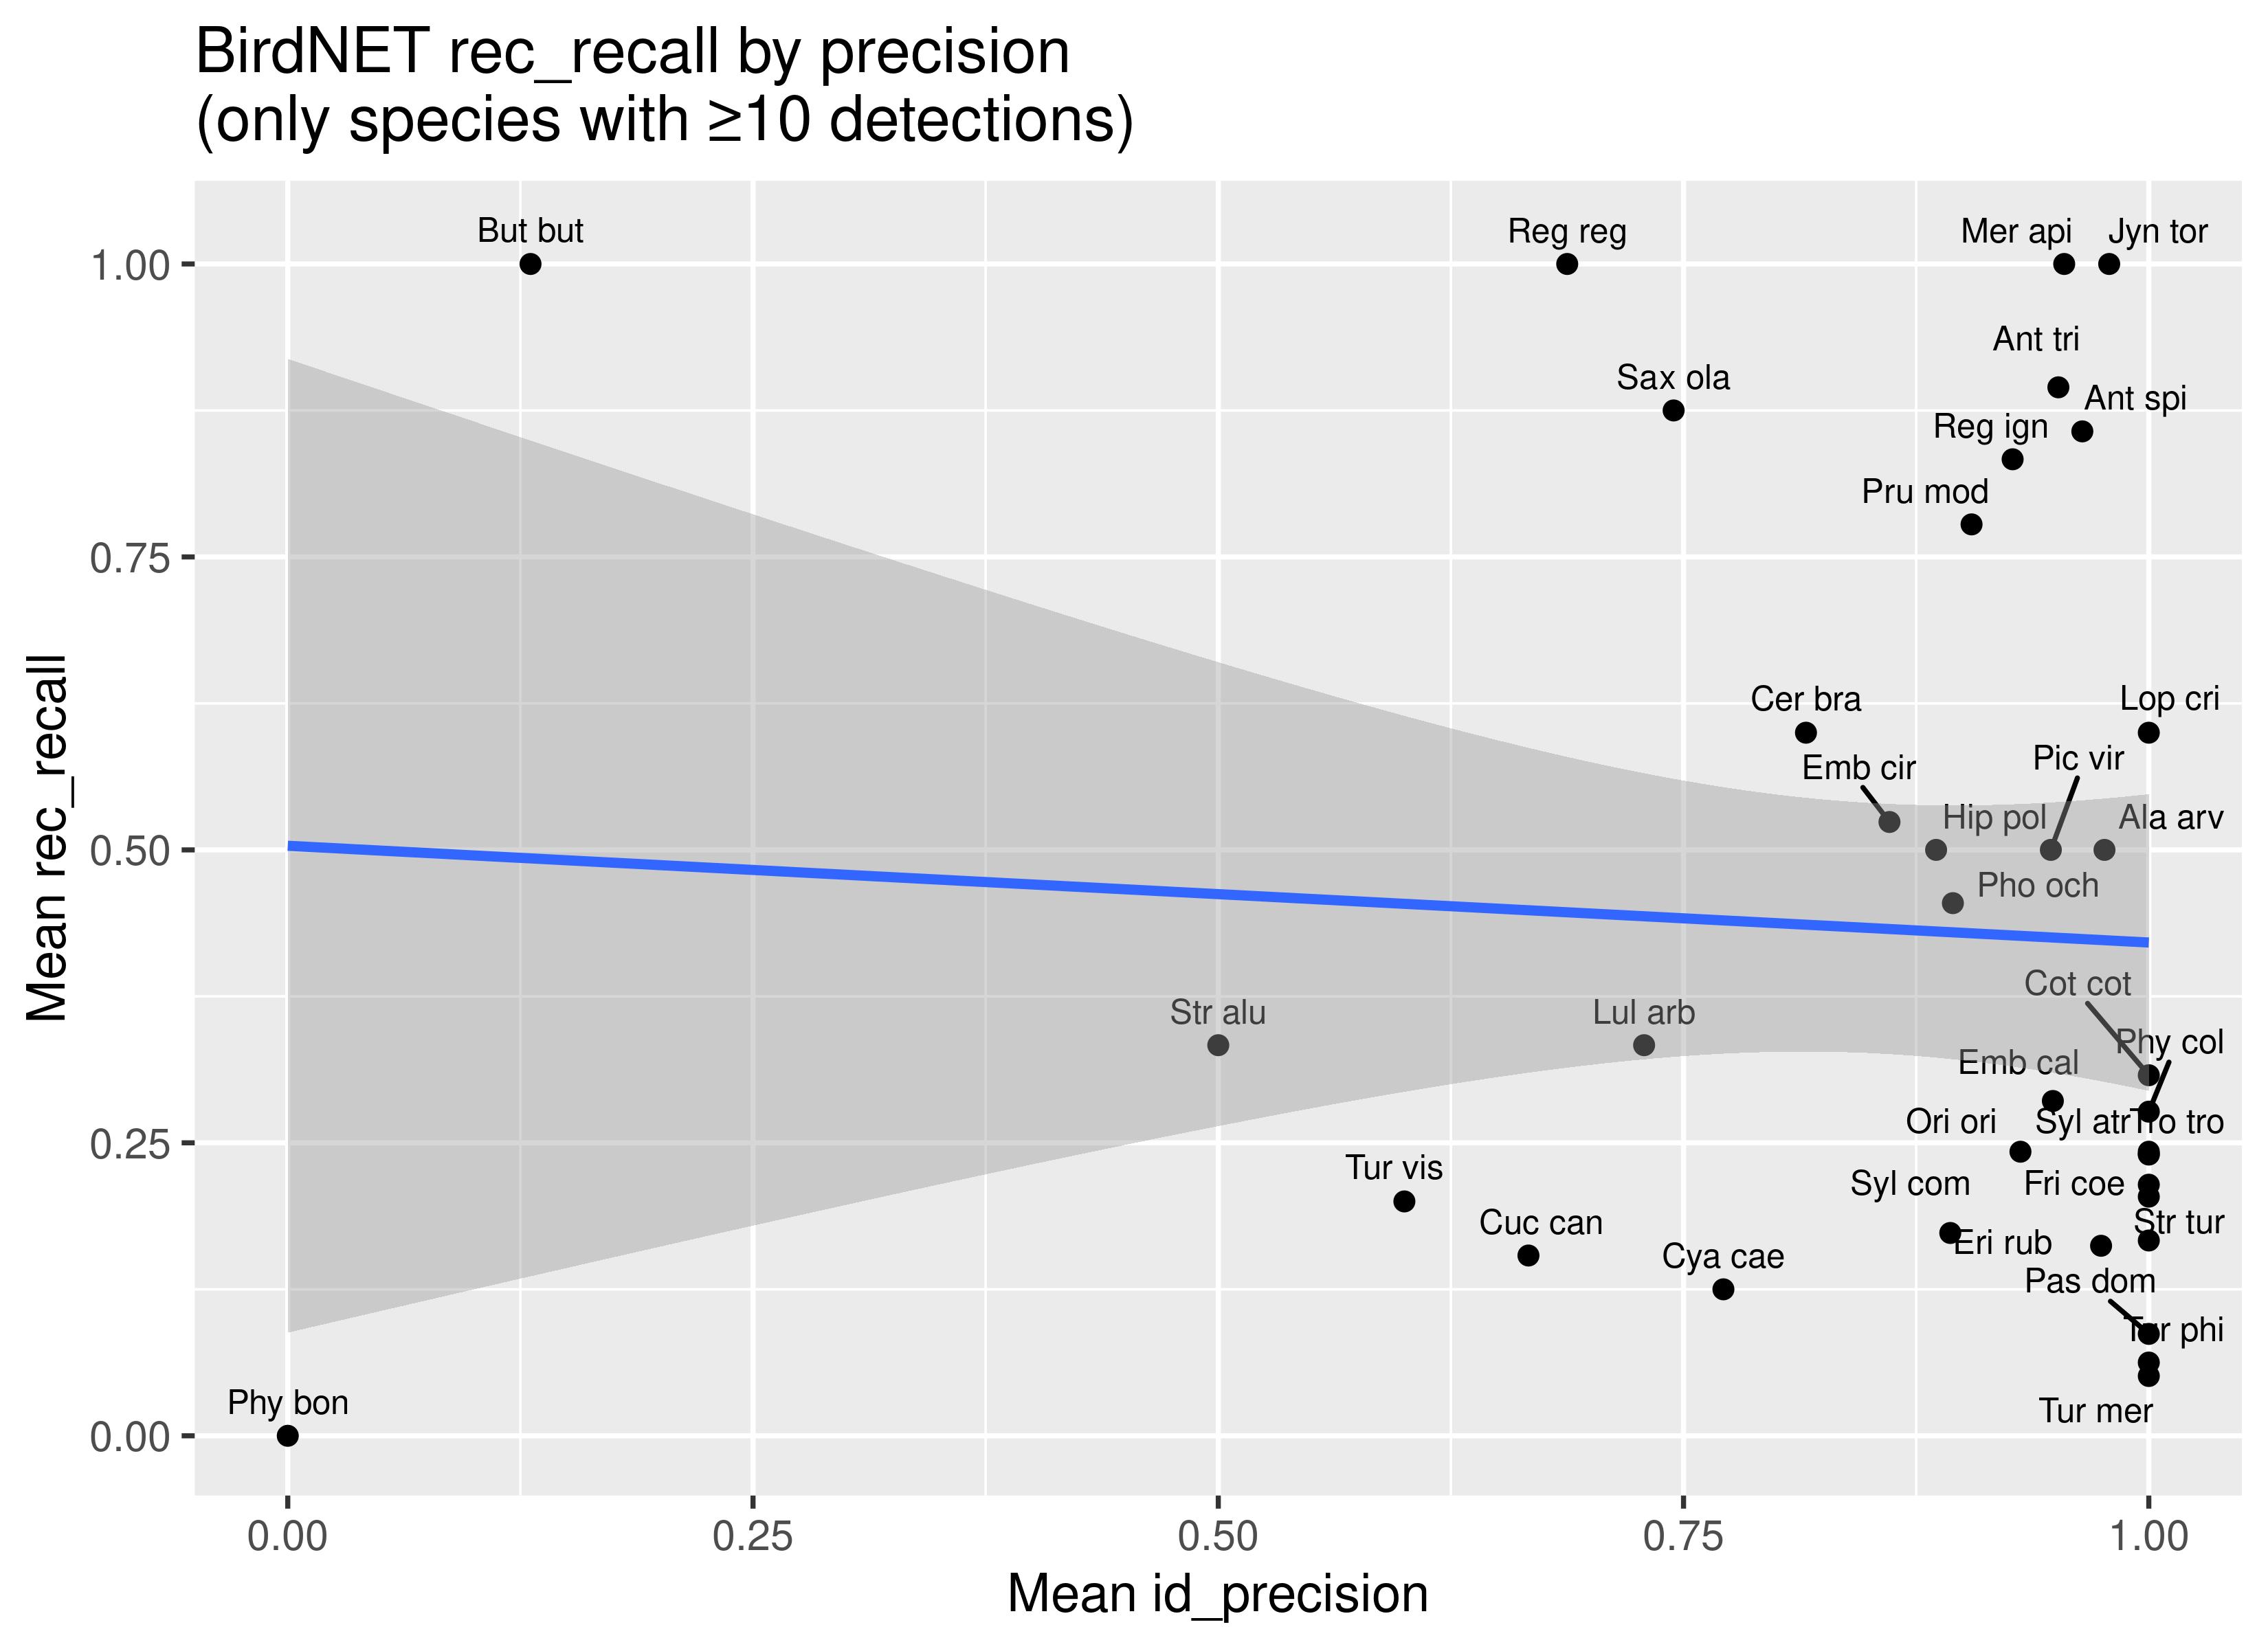 BirdNET rec_recall by precision
(only species with ≥10 detections)
But but
Reg reg
Mer api
Jyn tor
1.00
Ant tri
Sax ola
Ant spi
Reg ign
Pru mod
0.75
Cer bra
Lop cri
Pic vir
Emb cir
Hip pol
Ala arv
0.50
Pho och
Cot cot
Str alu
Lul arb
Phy col
Emb cal
Ori ori
Syl atr
Tro tro
0.25
Tur vis
Syl com
Fri coe
Cuc can
Str tur
Eri rub
Cya cae
Pas dom
Tur phi
Phy bon
Tur mer
0.00
Mean rec_recall
0.00
0.25
0.50
0.75
1.00
Mean id_precision